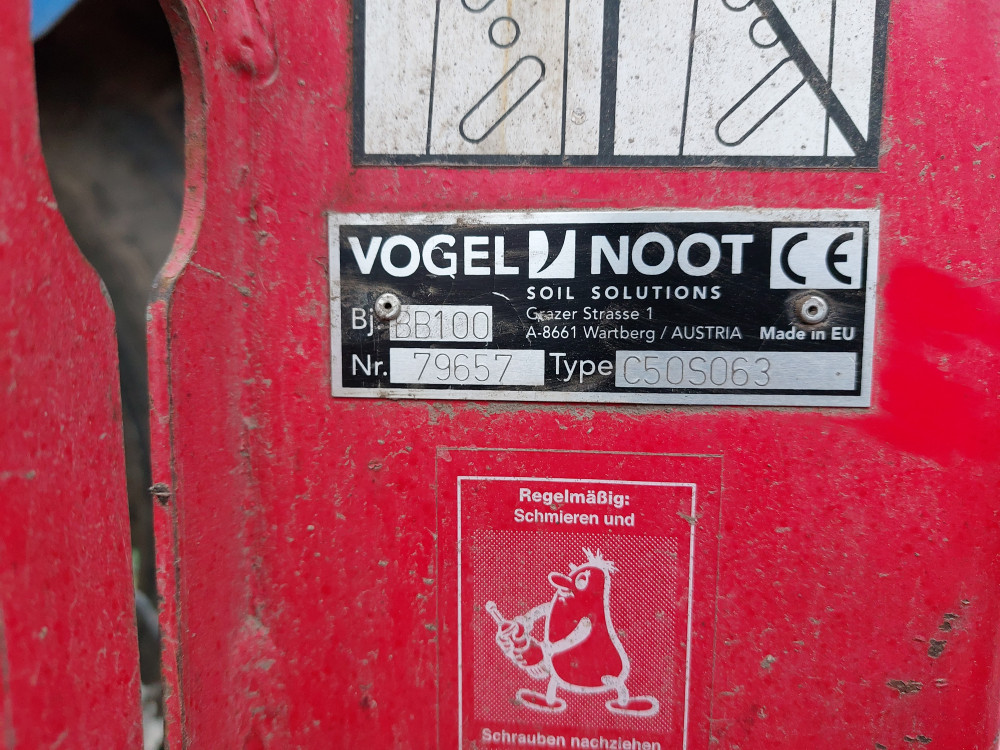 VOGEL NOOT CE
SOIL SOLUTIONS
Grazer Strasse 1
Bj. BB100 A-8661 Wartberg / AUSTRIA Made in EU
Nr. 79657 Type C50S063
Regelmäßig:
Schmieren und
Schrauben nachziehen